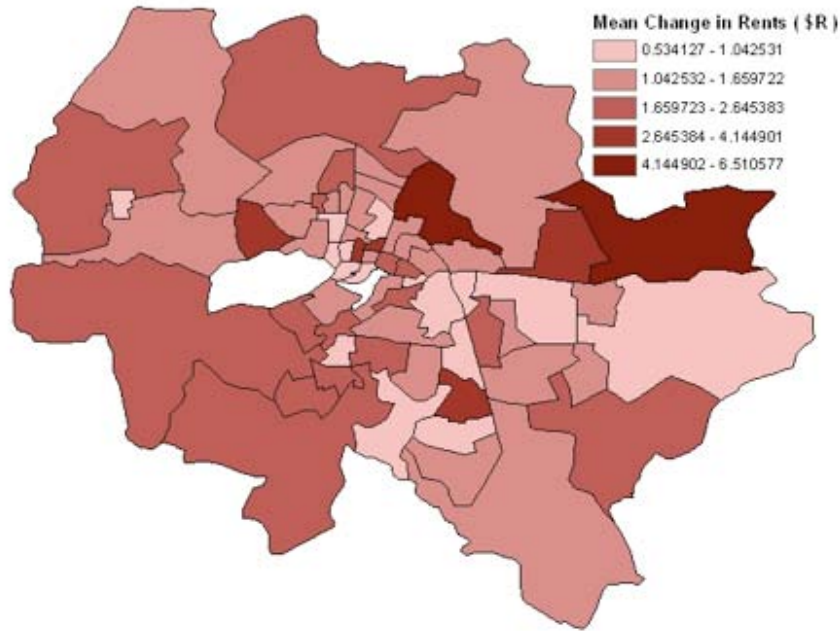 Mean Change in Rents ( $R )
0.534127 - 1.042531
1.042532 - 1.659722
1.659723 - 2.645383
2.645384 - 4.144901
4.144902 - 6.510577